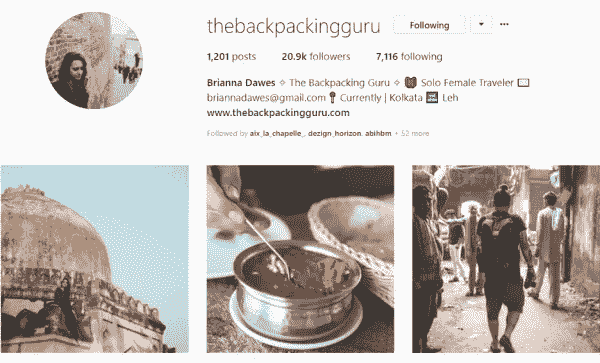 thebackpackingguru Following
1,201 posts 20.9k followers 7,116 following
Brianna Dawes ✧ The Backpacking Guru ✧ Solo Female Traveler
briannadawes@gmail.com Currently | Kolkata Leh
www.thebackpackingguru.com
Followed by aix_la_chapelle_, dezign_horizon, abihbm + 52 more